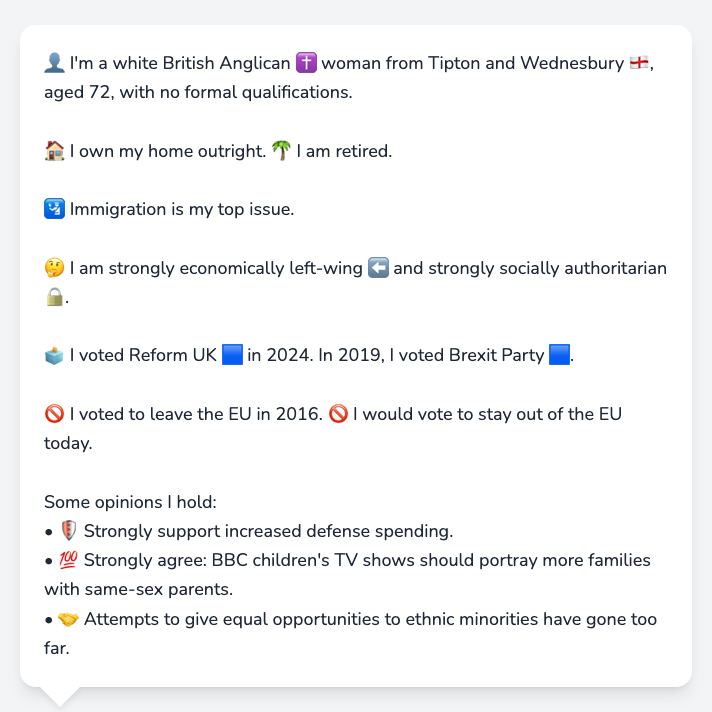 👤 I'm a white British Anglican ✝️ woman from Tipton and Wednesbury 🏴󠁧󠁢󠁥󠁮󠁧󠁿,
aged 72, with no formal qualifications.
🏠 I own my home outright. 🌴 I am retired.
🛂 Immigration is my top issue.
🤔 I am strongly economically left-wing ⬅️ and strongly socially authoritarian
🔒.
🗳️ I voted Reform UK 🟦 in 2024. In 2019, I voted Brexit Party 🟦.
🚫 I voted to leave the EU in 2016. 🚫 I would vote to stay out of the EU
today.
Some opinions I hold:
• 🛡️ Strongly support increased defense spending.
• 💯 Strongly agree: BBC children's TV shows should portray more families
with same-sex parents.
• 🤝 Attempts to give equal opportunities to ethnic minorities have gone too
far.